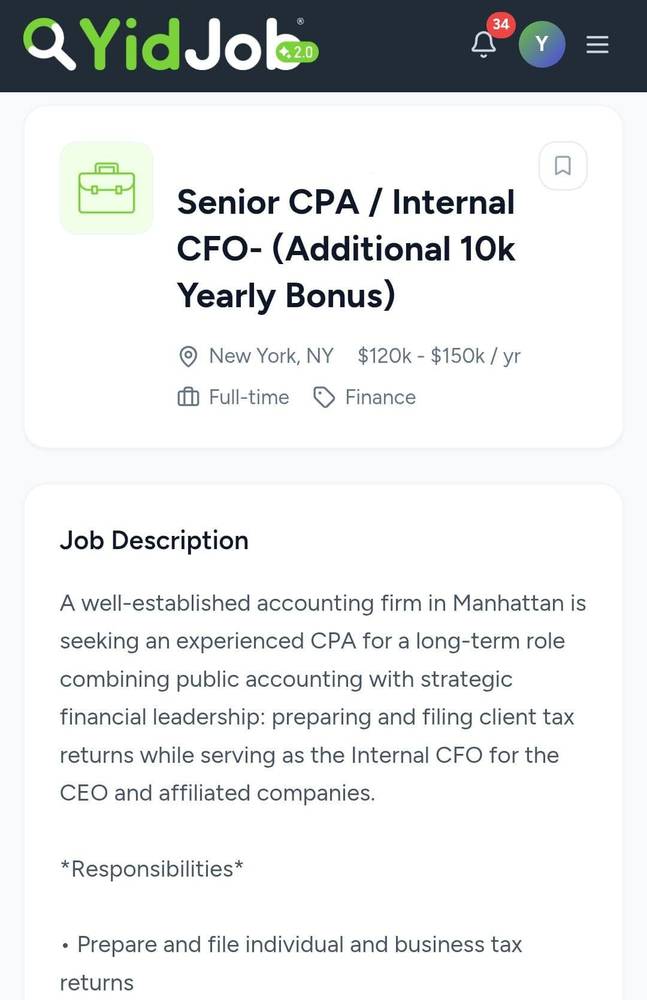 YidJob®
2.0
34
Y
Senior CPA / Internal
CFO- (Additional 10k
Yearly Bonus)
New York, NY $120k - $150k / yr
Full-time Finance
Job Description
A well-established accounting firm in Manhattan is
seeking an experienced CPA for a long-term role
combining public accounting with strategic
financial leadership: preparing and filing client tax
returns while serving as the Internal CFO for the
CEO and affiliated companies.
*Responsibilities*
• Prepare and file individual and business tax
returns